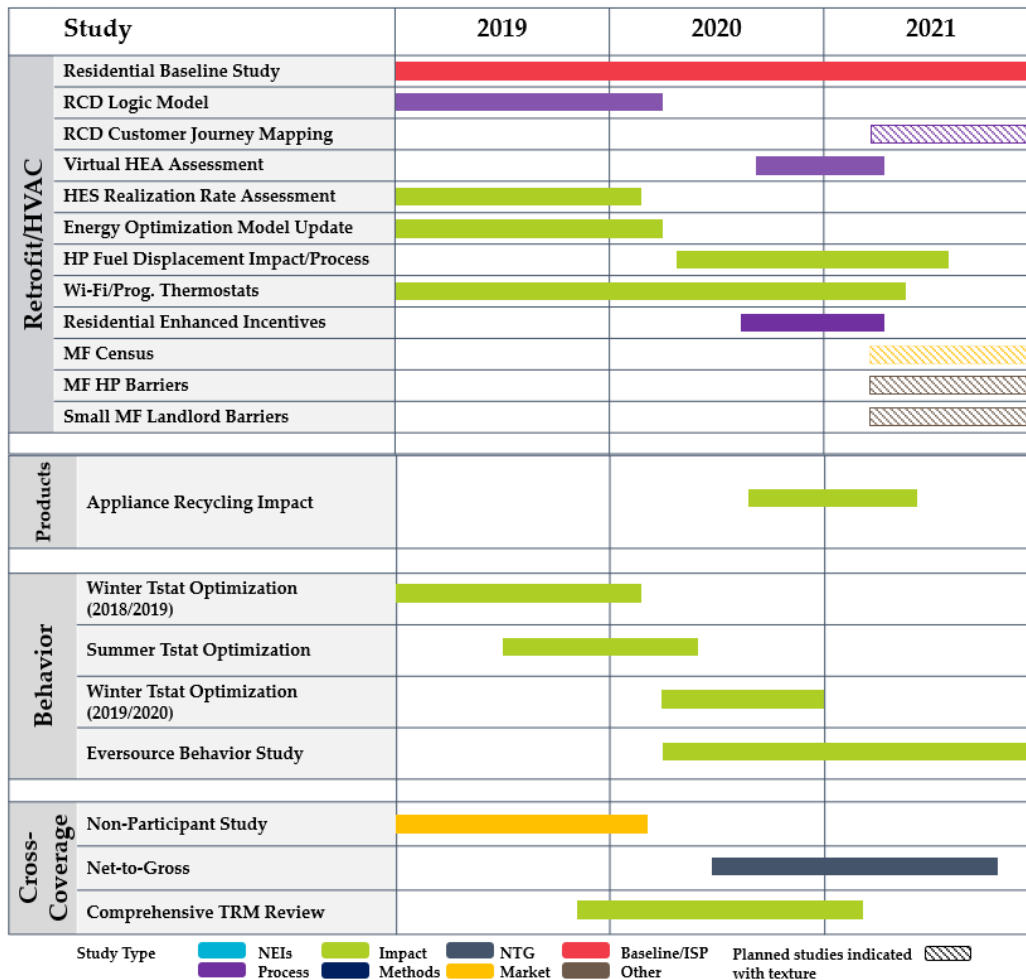 Study 2019 2020 2021
Retrofit/HVAC
Residential Baseline Study
RCD Logic Model
RCD Customer Journey Mapping
Virtual HEA Assessment
HES Realization Rate Assessment
Energy Optimization Model Update
HP Fuel Displacement Impact/Process
Wi-Fi/Prog. Thermostats
Residential Enhanced Incentives
MF Census
MF HP Barriers
Small MF Landlord Barriers
Products
Appliance Recycling Impact
Behavior
Winter Tstat Optimization
(2018/2019)
Summer Tstat Optimization
Winter Tstat Optimization
(2019/2020)
Eversource Behavior Study
Cross-
Coverage
Non-Participant Study
Net-to-Gross
Comprehensive TRM Review
Study Type NEIs Impact NTG Baseline/ISP Planned studies indicated
Process Methods Market Other with texture